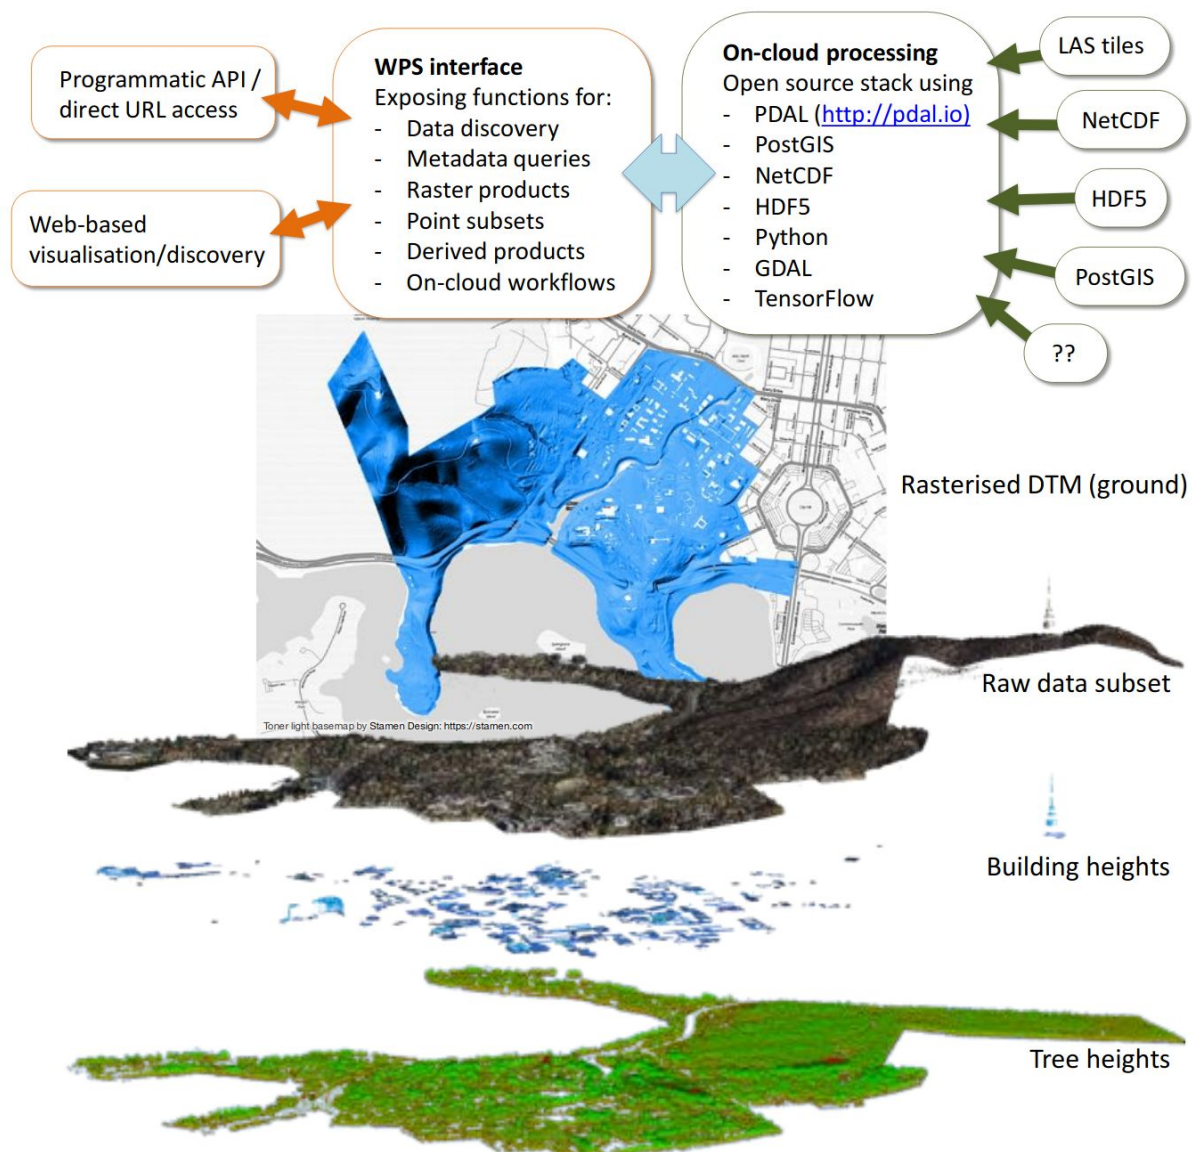 Programmatic API /
direct URL access
Web-based
visualisation/discovery
WPS interface
Exposing functions for:
- Data discovery
- Metadata queries
- Raster products
- Point subsets
- Derived products
- On-cloud workflows
On-cloud processing
Open source stack using
- PDAL (http://pdal.io)
- PostGIS
- NetCDF
- HDF5
- Python
- GDAL
- TensorFlow
LAS tiles
NetCDF
HDF5
PostGIS
??
Rasterised DTM (ground)
Toner light basemap by Stamen Design: https://stamen.com
Raw data subset
Building heights
Tree heights